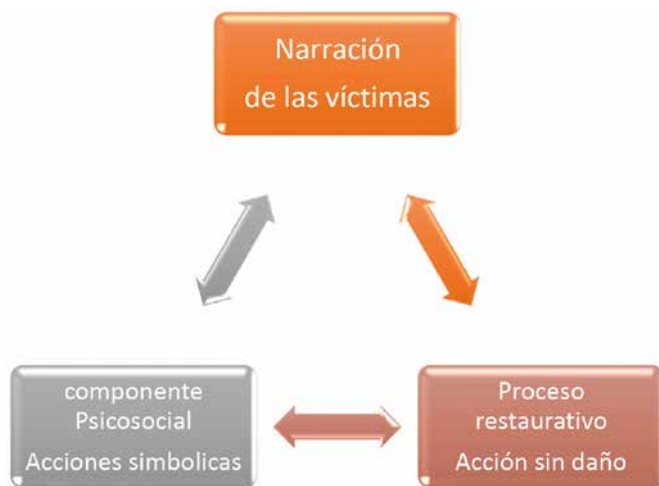 Narración
de las víctimas
componente
Psicosocial
Acciones simbolicas
Proceso
restaurativo
Acción sin daño